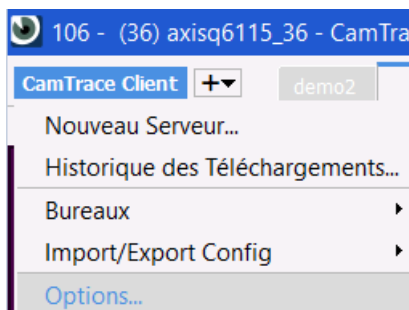 106 - (36) axisq6115_36 - CamTra
CamTrace Client +▾ demo2
Nouveau Serveur...
Historique des Téléchargements...
Bureaux
Import/Export Config
Options...